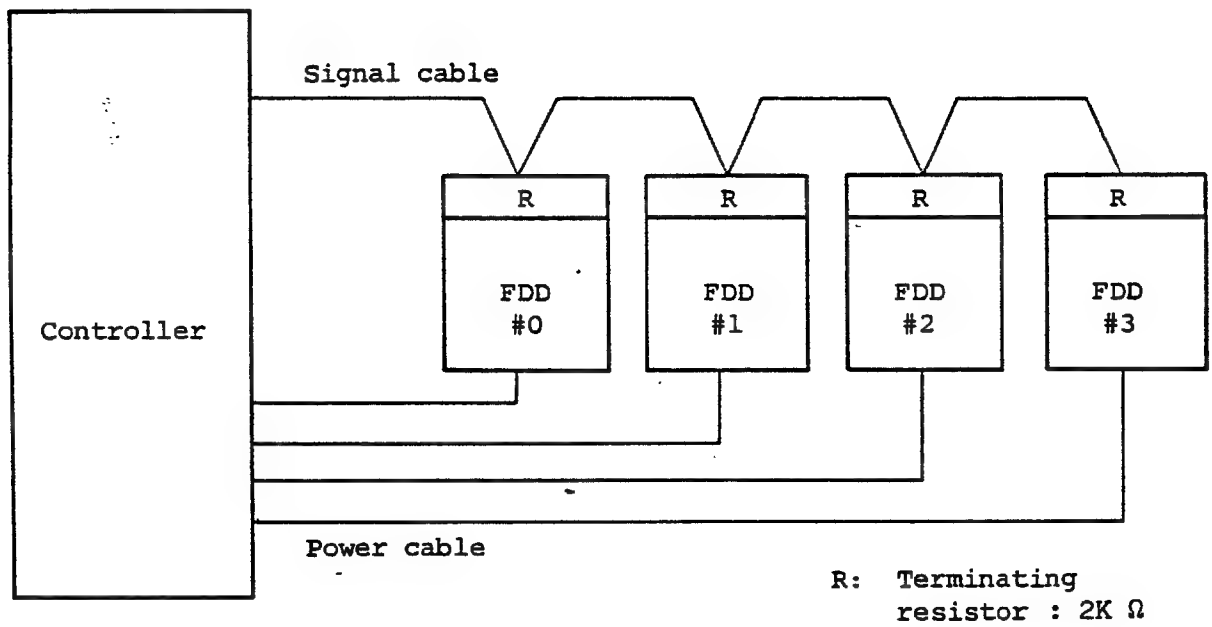 Signal cable
R R R R
FDD FDD FDD FDD
#0 #1 #2 #3
Controller
Power cable
R: Terminating
resistor : 2K Ω